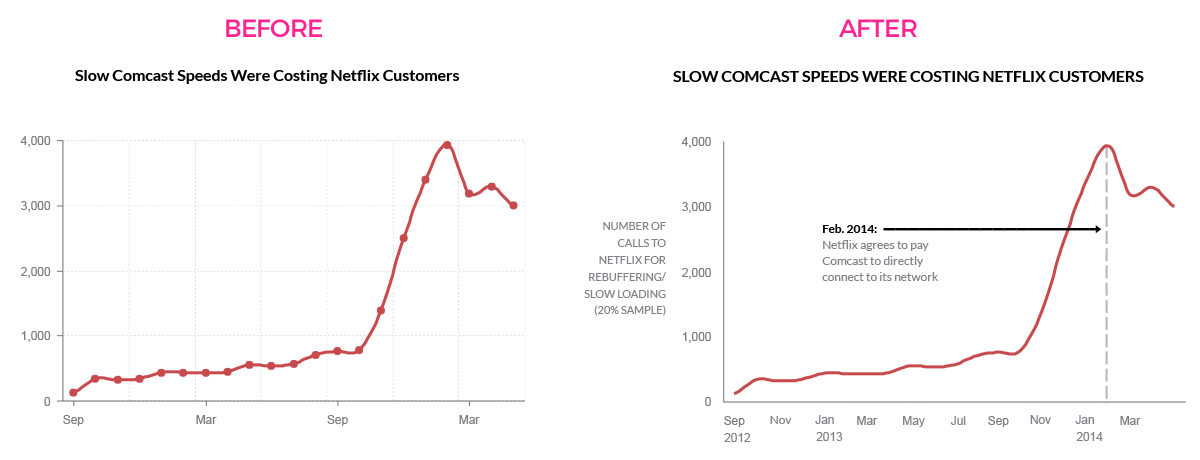 BEFORE
Slow Comcast Speeds Were Costing Netflix Customers
4,000
3,000
2,000
1,000
0
Sep
Mar
Sep
Mar
AFTER
SLOW COMCAST SPEEDS WERE COSTING NETFLIX CUSTOMERS
NUMBER OF
CALLS TO
NETFLIX FOR
REBUFFERING/
SLOW LOADING
(20% SAMPLE)
4,000
3,000
2,000
1,000
0
Feb. 2014:
Netflix agrees to pay
Comcast to directly
connect to its network
Sep
2012
Nov
Jan
2013
Mar
May
Jul
Sep
Nov
Jan
2014
Mar